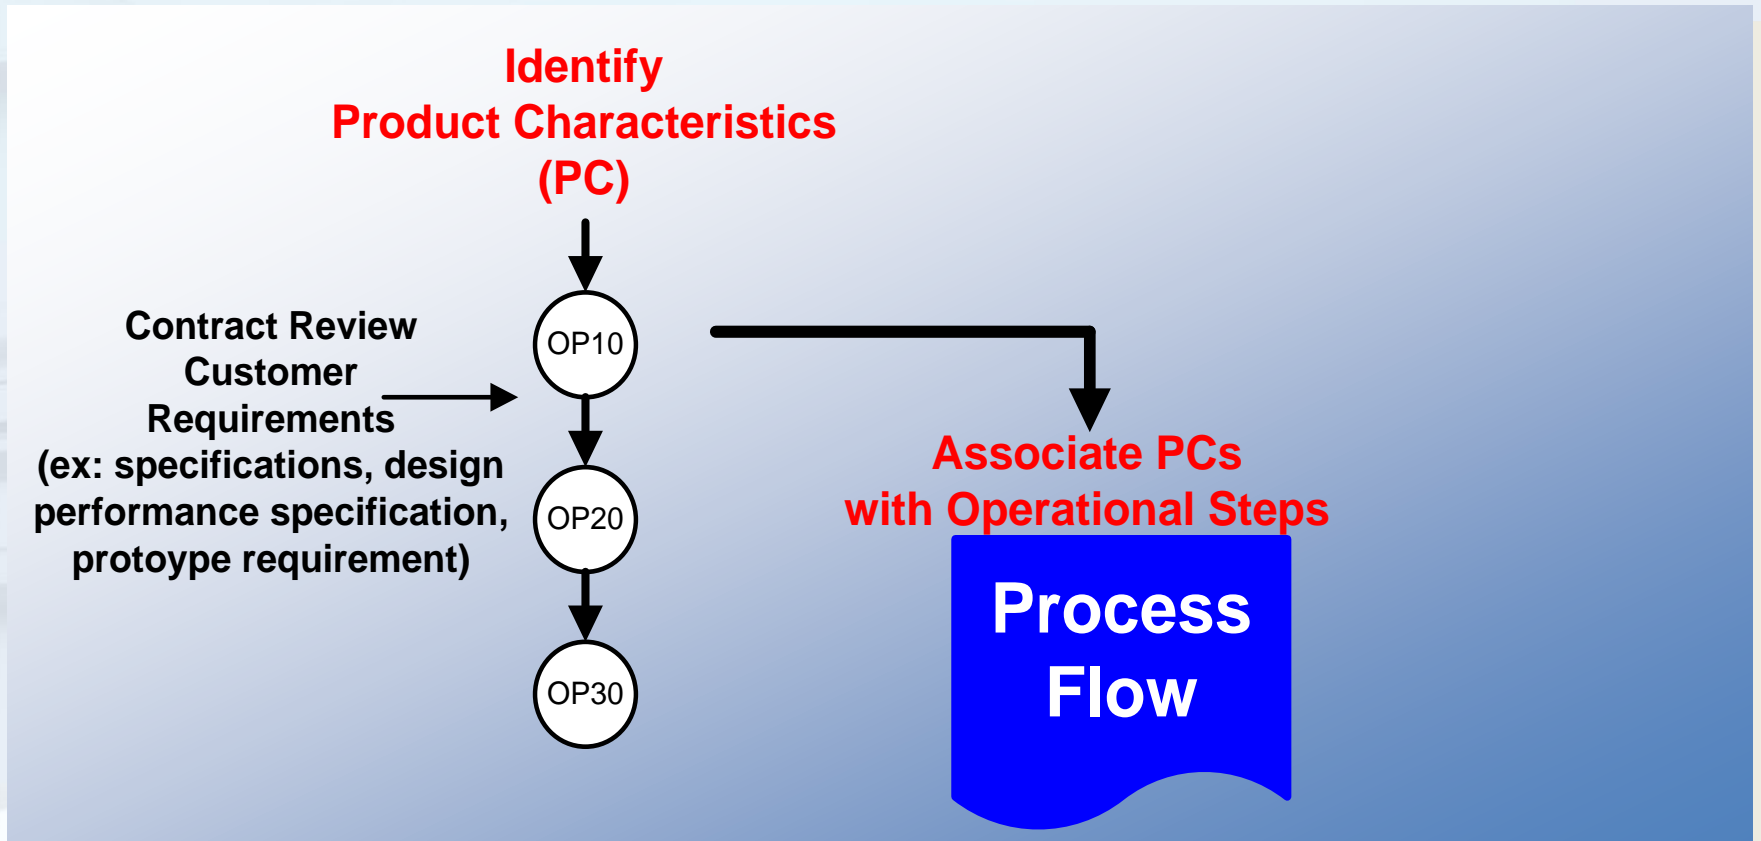 Identify
Product Characteristics
(PC)
Contract Review
Customer
Requirements
(ex: specifications, design
performance specification,
protoype requirement)
OP10
OP20
OP30
Associate PCs
with Operational Steps
Process
Flow